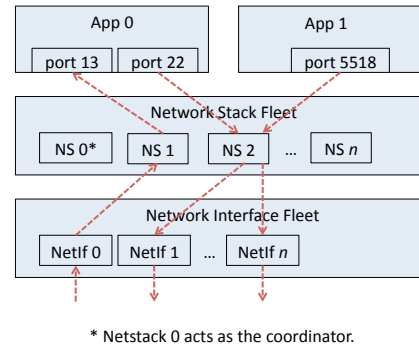 App 0 App 1
port 13 port 22 port 5518
Network Stack Fleet
NS 0* NS 1 NS 2 ... NS n
Network Interface Fleet
NetIf 0 NetIf 1 ... NetIf n
* Netstack 0 acts as the coordinator.